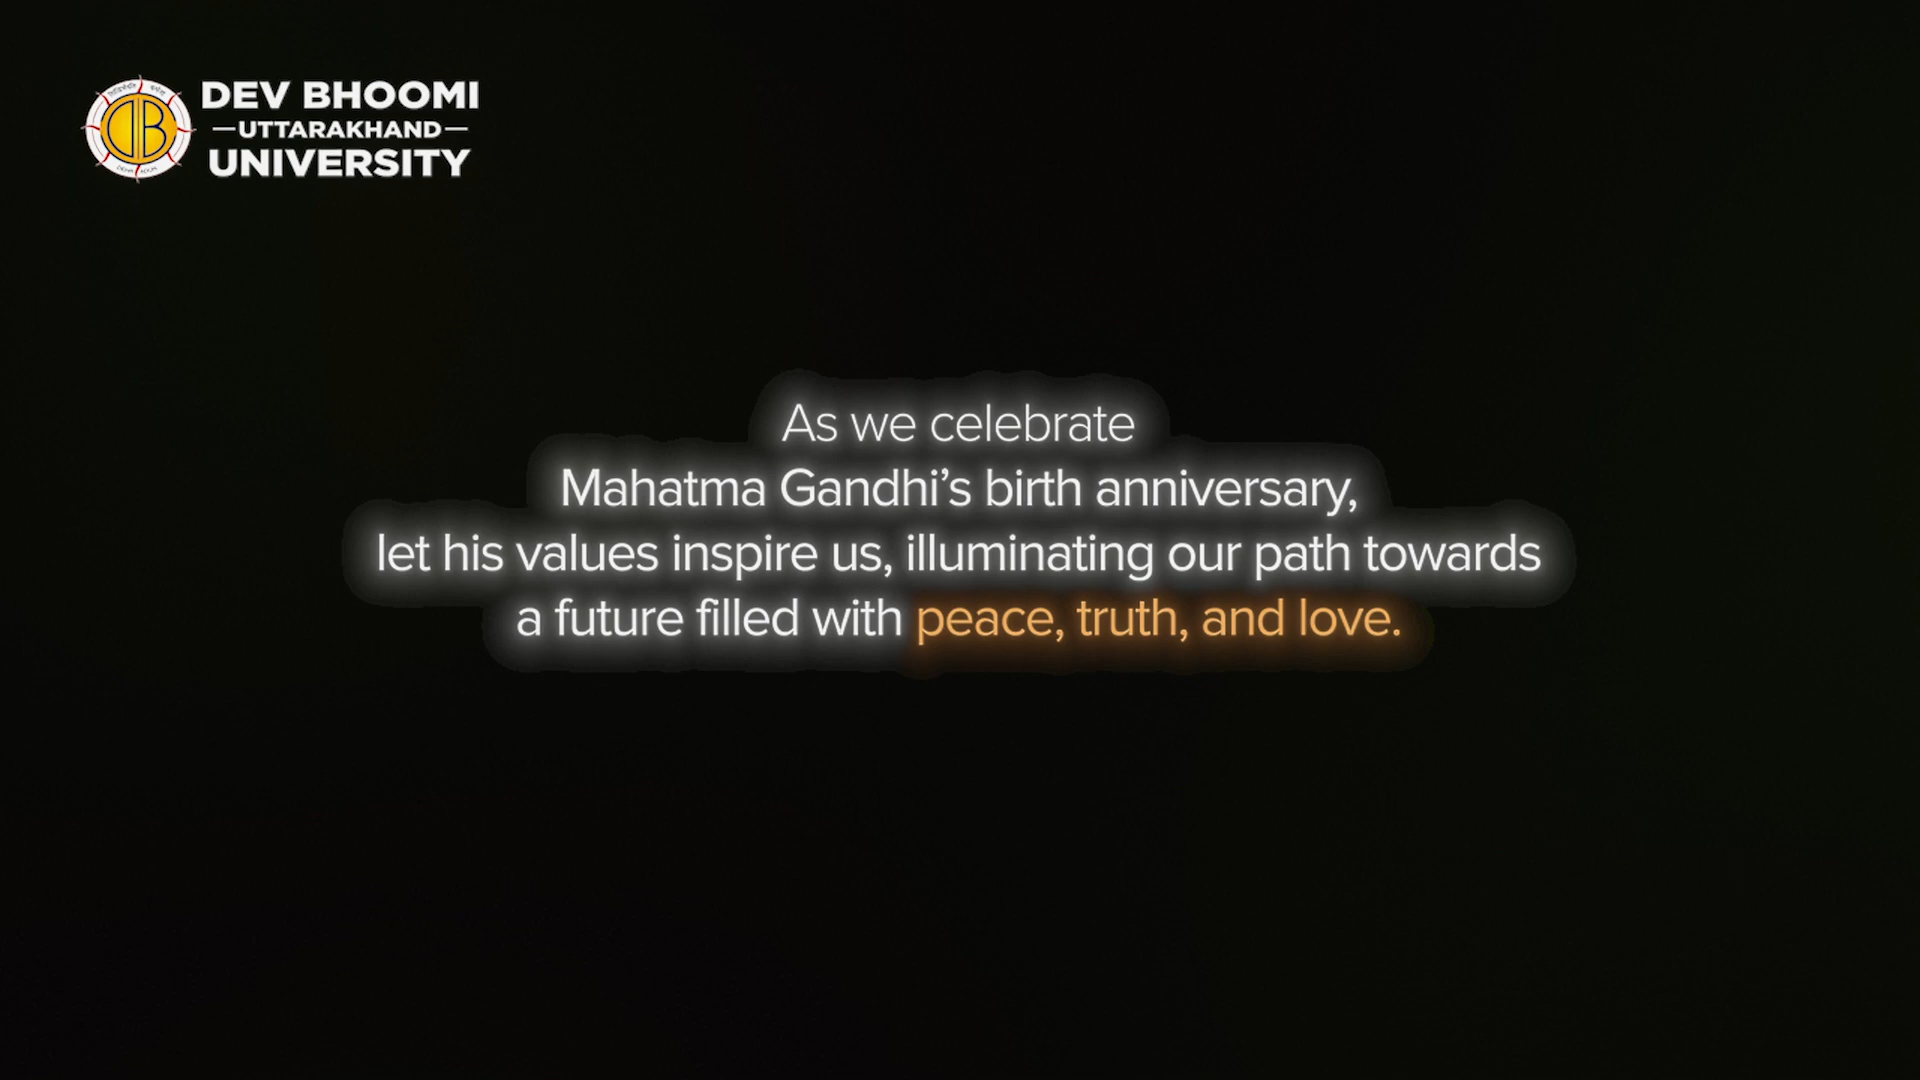 DEV BHOOMI
UTTARAKHAND
UNIVERSITY
As we celebrate
Mahatma Gandhi’s birth anniversary,
let his values inspire us, illuminating our path towards
a future filled with peace, truth, and love.